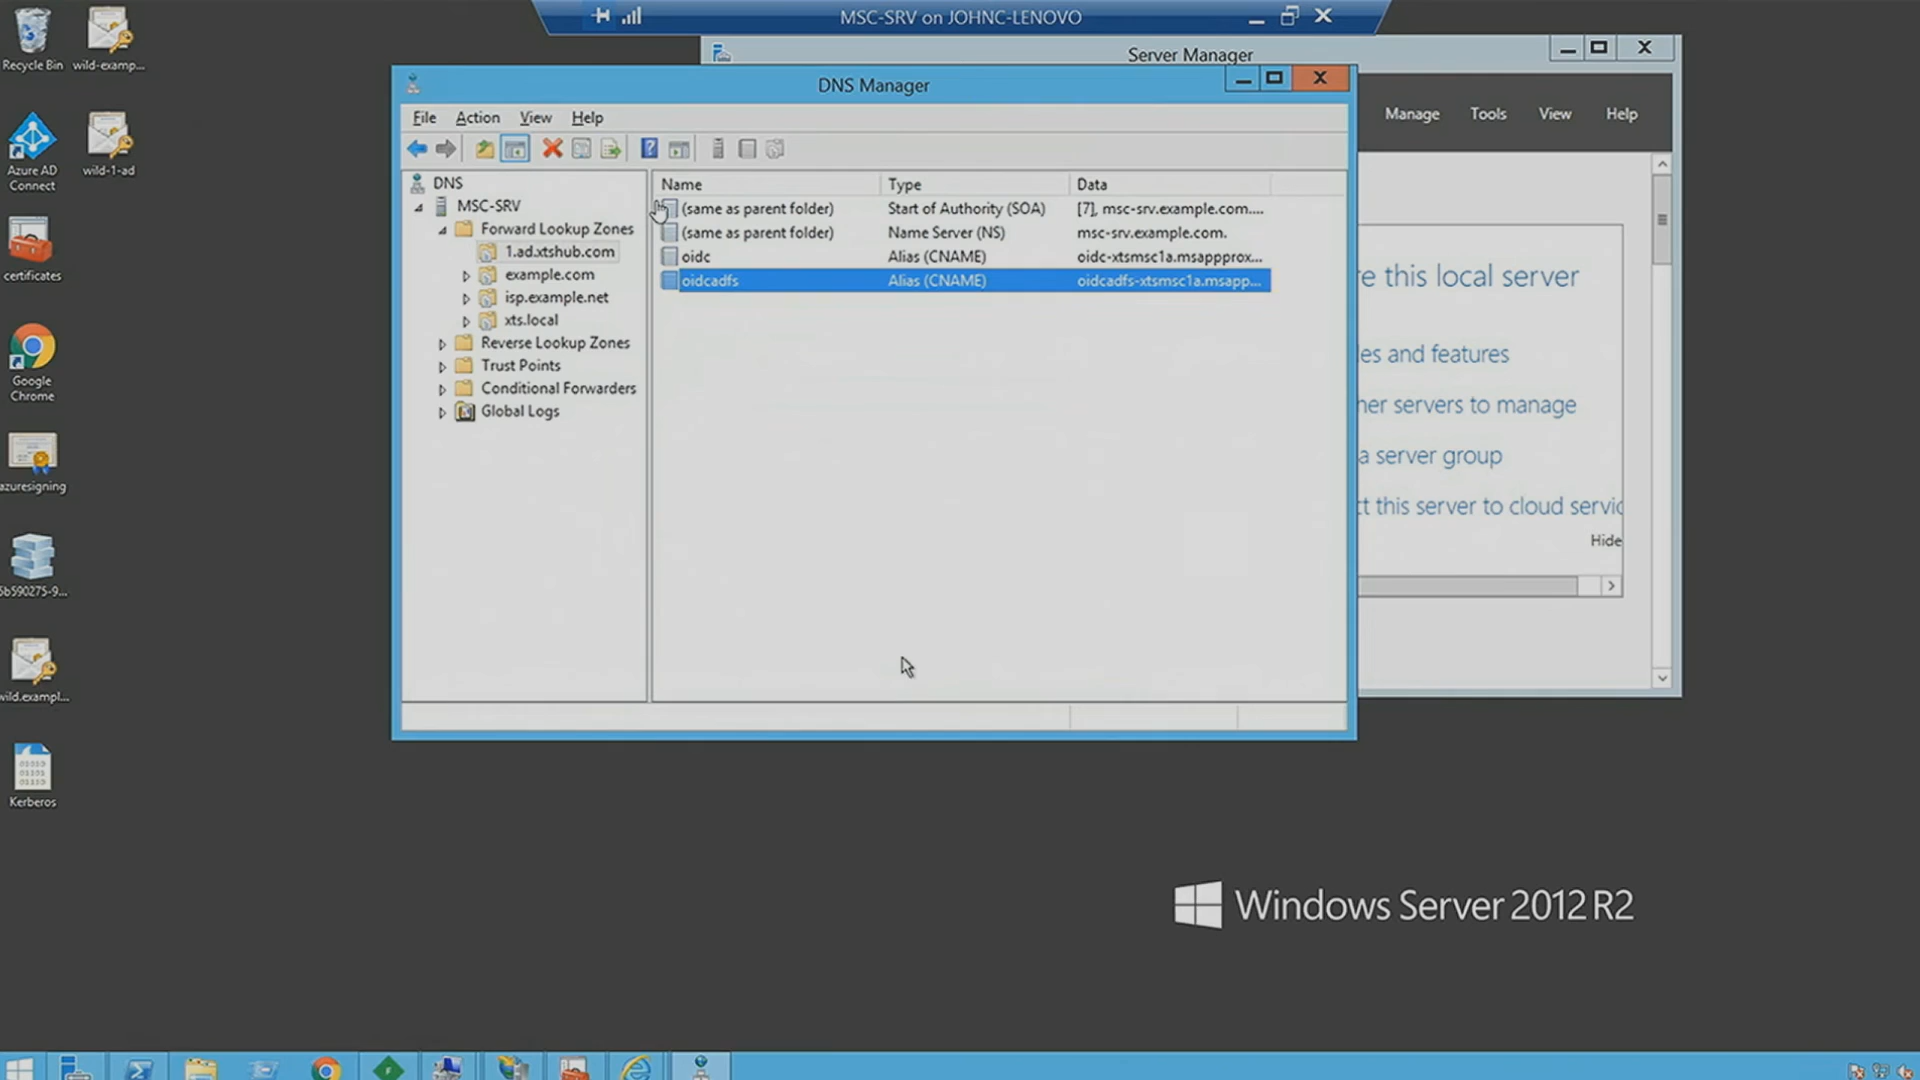 MSC-SRV on JOHNC-LENOVO
Recycle Bin
wild-examp...
Server Manager
DNS Manager
File Action View Help
Manage Tools View Help
Azure AD
Connect
wild-1-ad
DNS
MSC-SRV
Forward Lookup Zones
1.ad.xtshub.com
example.com
isp.example.net
xts.local
Reverse Lookup Zones
Trust Points
Conditional Forwarders
Global Logs
Name Type Data
(same as parent folder) Start of Authority (SOA) [7], msc-srv.example.com....
(same as parent folder) Name Server (NS) msc-srv.example.com.
oidc Alias (CNAME) oidc-xtsmsc1a.msappprox...
oidcadfs Alias (CNAME) oidcadfs-xtsmsc1a.msapp...
re this local server
les and features
her servers to manage
a server group
ct this server to cloud servic
Hide
certificates
Google
Chrome
azuresigning
6b590275-9...
wild.exampl...
Kerberos
Windows Server 2012 R2